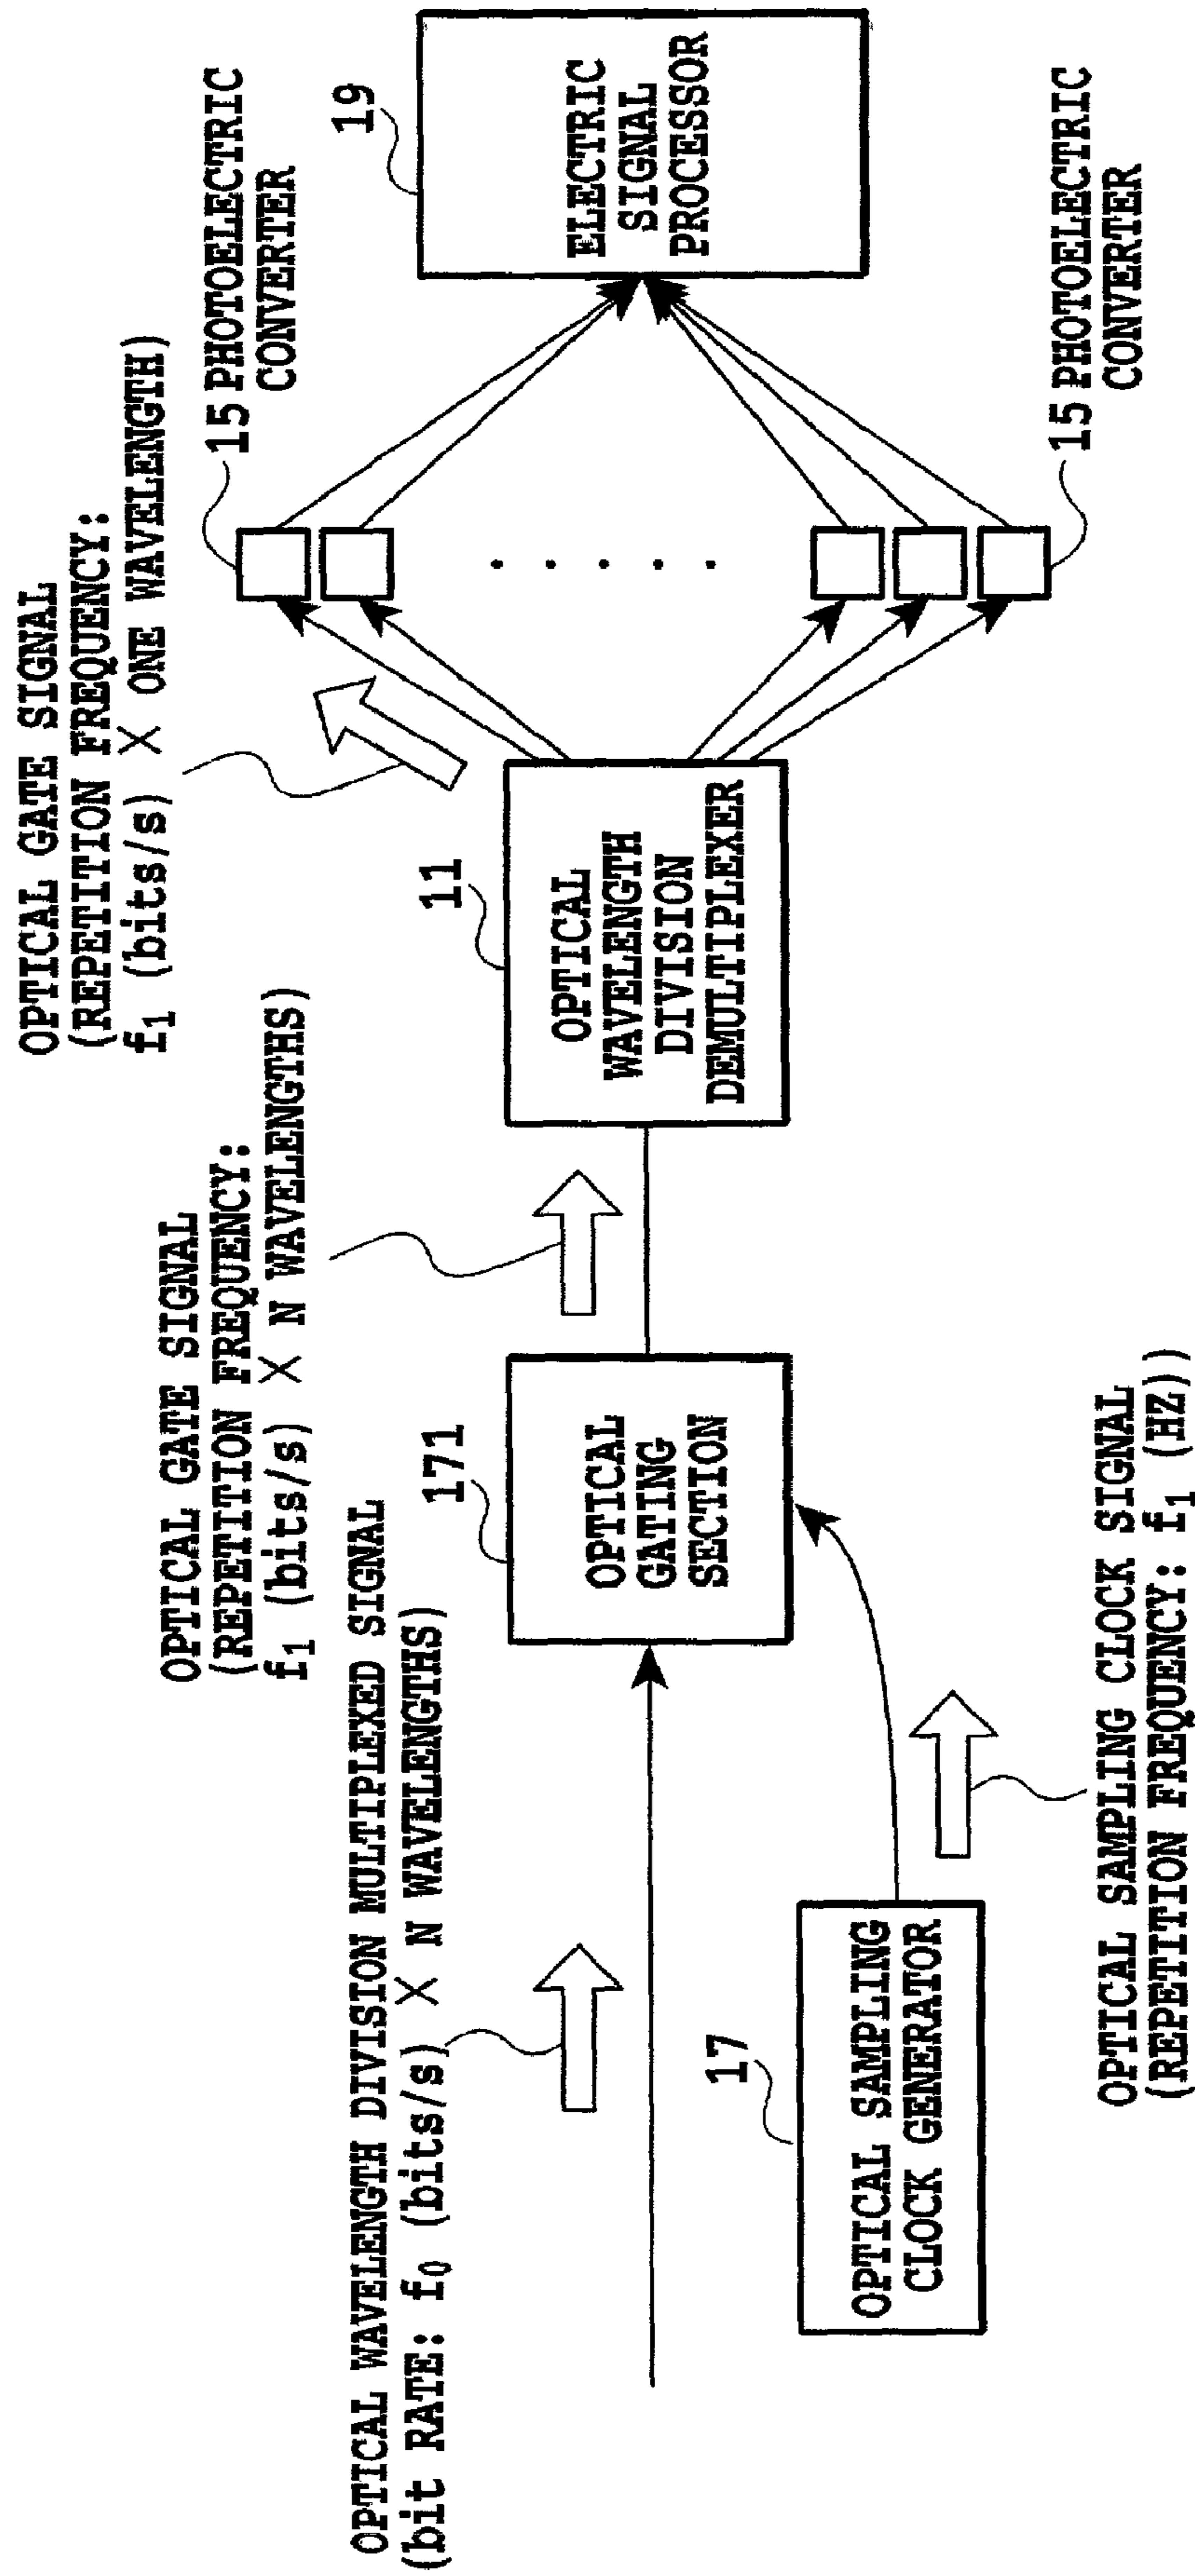 OPTICAL WAVELENGTH DIVISION MULTIPLEXED SIGNAL
(bit RATE: f0 (bits/s) X N WAVELENGTHS)
OPTICAL GATE SIGNAL
(REPETITION FREQUENCY:
f1 (bits/s) X N WAVELENGTHS)
OPTICAL GATE SIGNAL
(REPETITION FREQUENCY:
f1 (bits/s) X ONE WAVELENGTH)
15 PHOTOELECTRIC
CONVERTER
19
ELECTRIC
SIGNAL
PROCESSOR
11
OPTICAL
WAVELENGTH
DIVISION
DEMULTIPLEXER
171
OPTICAL
GATING
SECTION
17
OPTICAL SAMPLING
CLOCK GENERATOR
OPTICAL SAMPLING CLOCK SIGNAL
(REPETITION FREQUENCY: f1 (HZ))
15 PHOTOELECTRIC
CONVERTER